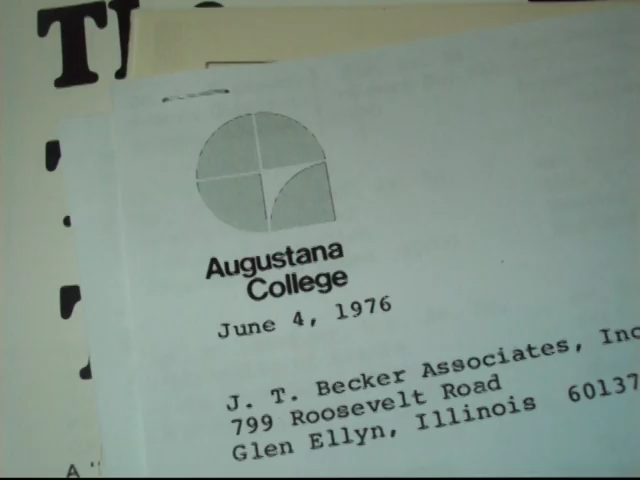 Augustana
College
June 4, 1976
J. T. Becker Associates, Inc
799 Roosevelt Road
Glen Ellyn, Illinois 60137
A "